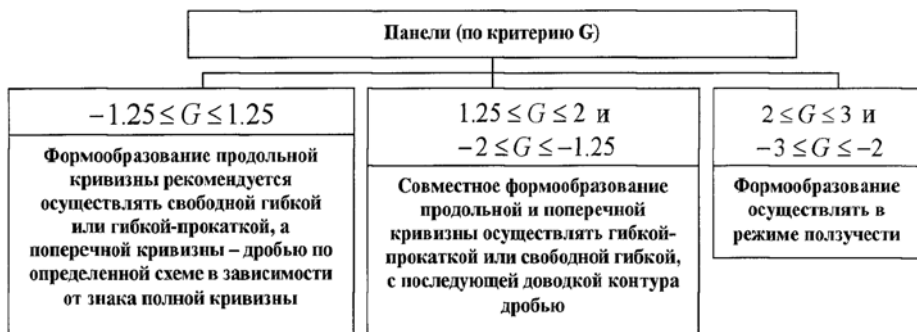 Панели (по критерию G)
−1.25 ≤ G ≤ 1.25
Формообразование продольной
кривизны рекомендуется
осуществлять свободной гибкой
или гибкой-прокаткой, а
поперечной кривизны – дробью по
определенной схеме в зависимости
от знака полной кривизны
1.25 ≤ G ≤ 2 и
−2 ≤ G ≤ −1.25
Совместное формообразование
продольной и поперечной
кривизны осуществлять гибкой-
прокаткой или свободной гибкой,
с последующей доводкой контура
дробью
2 ≤ G ≤ 3 и
−3 ≤ G ≤ −2
Формообразование
осуществлять в
режиме ползучести